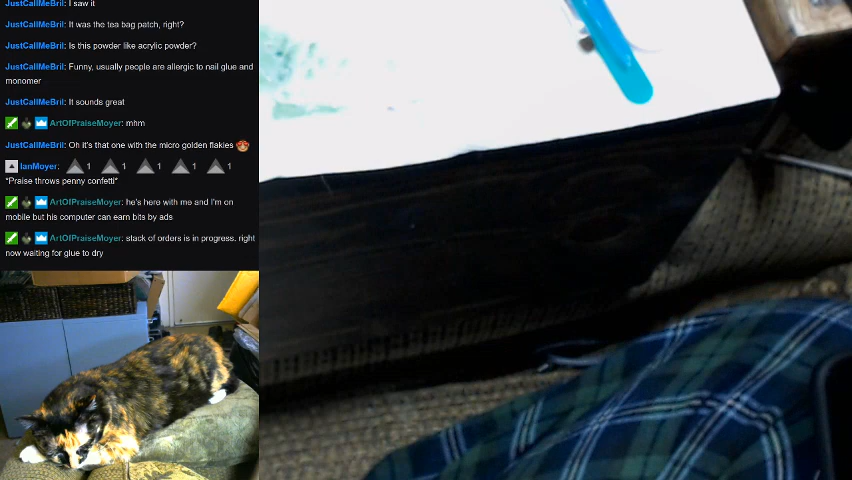 JustCallMeBril: I saw it
JustCallMeBril: It was the tea bag patch, right?
JustCallMeBril: Is this powder like acrylic powder?
JustCallMeBril: Funny, usually people are allergic to nail glue and
monomer
JustCallMeBril: It sounds great
ArtOfPraiseMoyer: mhm
JustCallMeBril: Oh it's that one with the micro golden flakies
IanMoyer: 1 1 1 1 1
*Praise throws penny confetti*
ArtOfPraiseMoyer: he's here with me and I'm on
mobile but his computer can earn bits by ads
ArtOfPraiseMoyer: stack of orders is in progress. right
now waiting for glue to dry